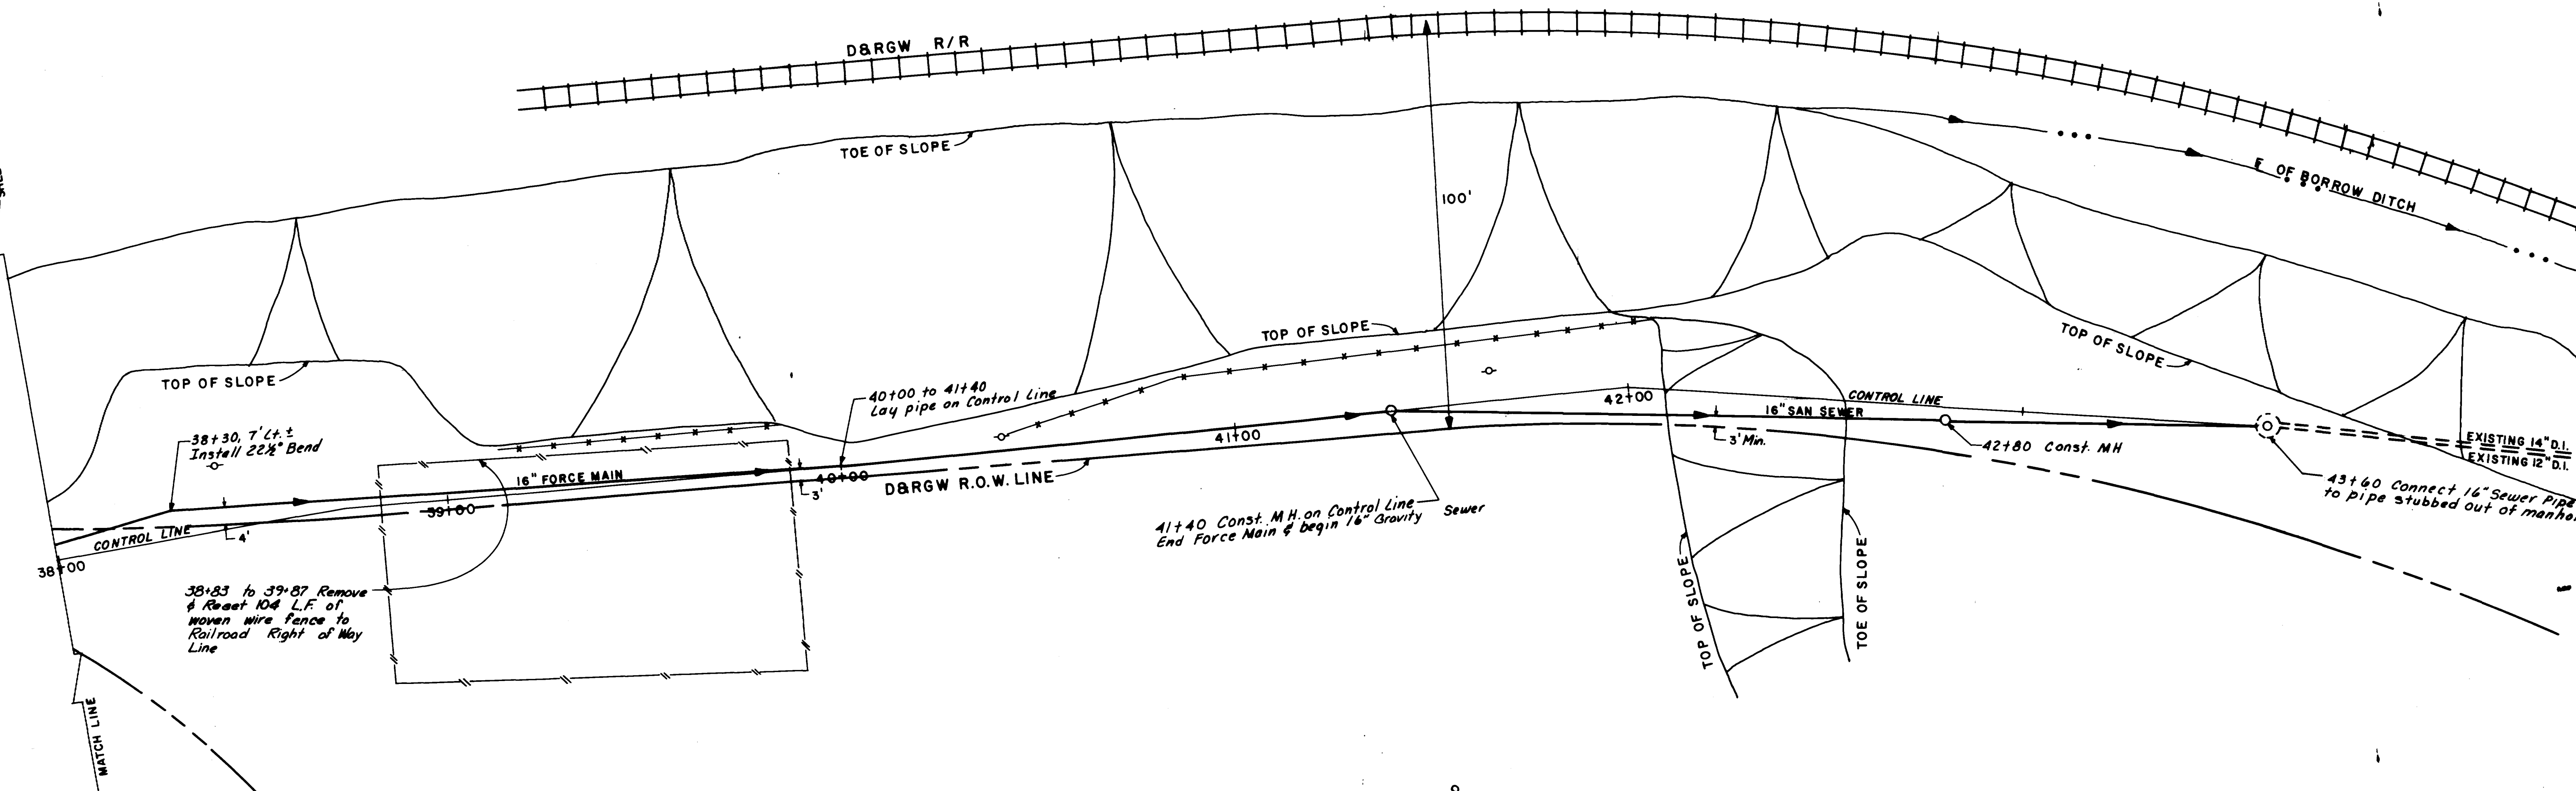 D&RGW R/R
TOE OF SLOPE
100'
E OF BORROW DITCH
TOP OF SLOPE
TOP OF SLOPE
TOP OF SLOPE
40+00 to 41+40
Lay pipe on Control Line
38+30, 7' Lt. ±
Install 22½° Bend
42+00
CONTROL LINE
16" SAN SEWER
3' Min.
42+80 Const. MH
EXISTING 14" D.I.
EXISTING 12" D.I.
43+60 Connect 16" Sewer Pipe
to pipe stubbed out of
16" FORCE MAIN
41+00
40+00
3'
D&RGW R.O.W. LINE
39+00
CONTROL LINE
4'
38+00
41+40 Const. M.H. on Control Line
End Force Main & begin 16" Gravity Sewer
38+83 to 39+87 Remove
& Reset 104 L.F. of
woven wire fence to
Railroad Right of Way
Line
TOP OF SLOPE
TOE OF SLOPE
MATCH LINE